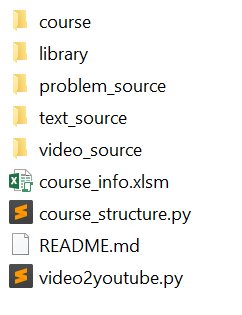 course
library
problem_source
text_source
video_source
course_info.xlsm
course_structure.py
README.md
video2youtube.py